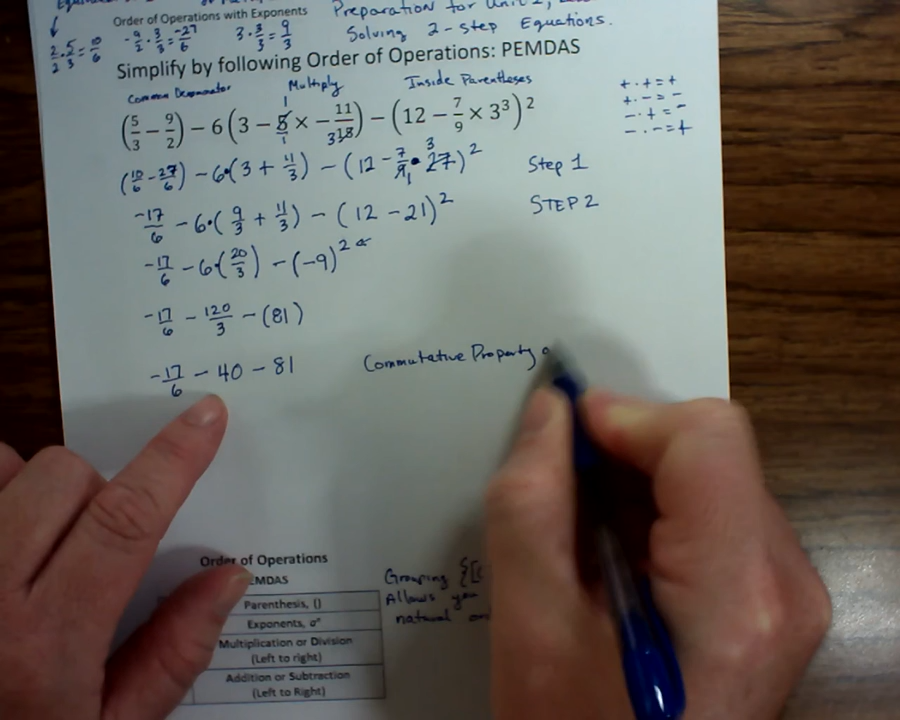 Preparation for Unit 2,
Order of Operations with Exponents
Solving 2-step Equations.
2/2 · 5/3 = 10/6 -9/2 · 3/3 = -27/6 3 · 3/3 = 9/3
Simplify by following Order of Operations: PEMDAS
Common Denominator Multiply Inside Parentheses
(5/3 − 9/2) − 6(3 − 5 × −11/15) − (12 − 7/9 × 3³)²
+ · + = +
+ · − = −
− · + = −
− · − = +
(10/6 − 27/6) − 6·(3 + 11/3) − (12 − 7/9 · 27)² Step 1
-17/6 − 6·(9/3 + 11/3) − (12 − 21)² STEP 2
-17/6 − 6·(20/3) − (−9)²
-17/6 − 120/3 − (81)
-17/6 − 40 − 81 Commutative Property
Order of Operations
EMDAS
Parenthesis, ()
Exponents, aⁿ
Multiplication or Division
(Left to right)
Addition or Subtraction
(Left to Right)
Grouping {[(
Allows you
natural